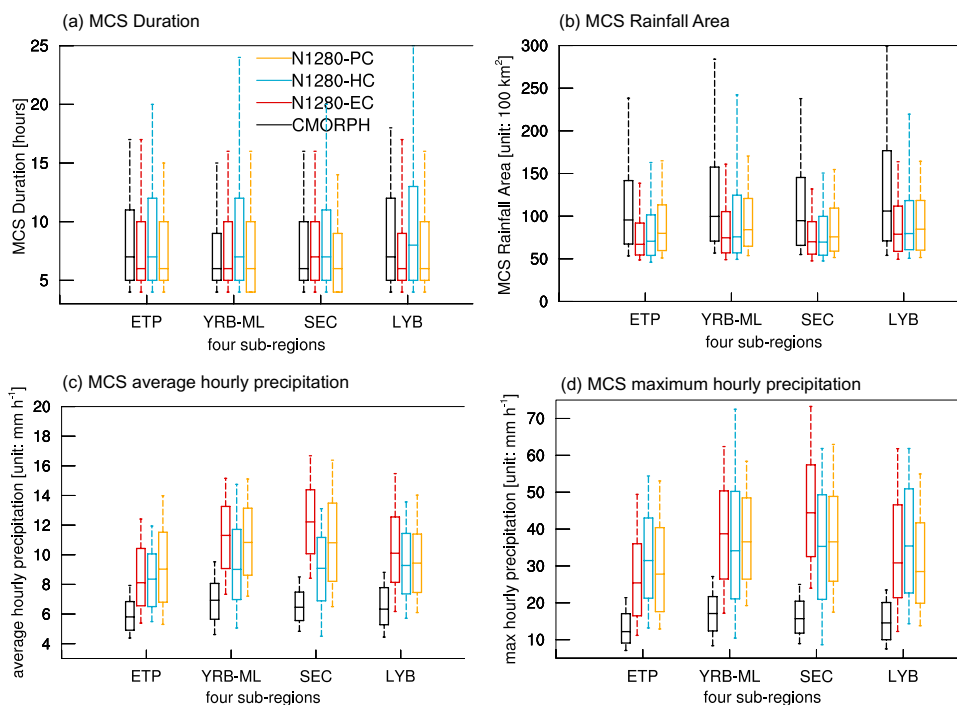 (a) MCS Duration
MCS Duration [hours]
25
20
15
10
5
N1280-PC
N1280-HC
N1280-EC
CMORPH
ETP YRB-ML SEC LYB
four sub-regions
(b) MCS Rainfall Area
MCS Rainfall Area [unit: 100 km²]
300
250
200
150
100
50
0
ETP YRB-ML SEC LYB
four sub-regions
(c) MCS average hourly precipitation
average hourly precipitation [unit: mm h⁻¹]
20
18
16
14
12
10
8
6
4
ETP YRB-ML SEC LYB
four sub-regions
(d) MCS maximum hourly precipitation
max hourly precipitation [unit: mm h⁻¹]
70
60
50
40
30
20
10
ETP YRB-ML SEC LYB
four sub-regions